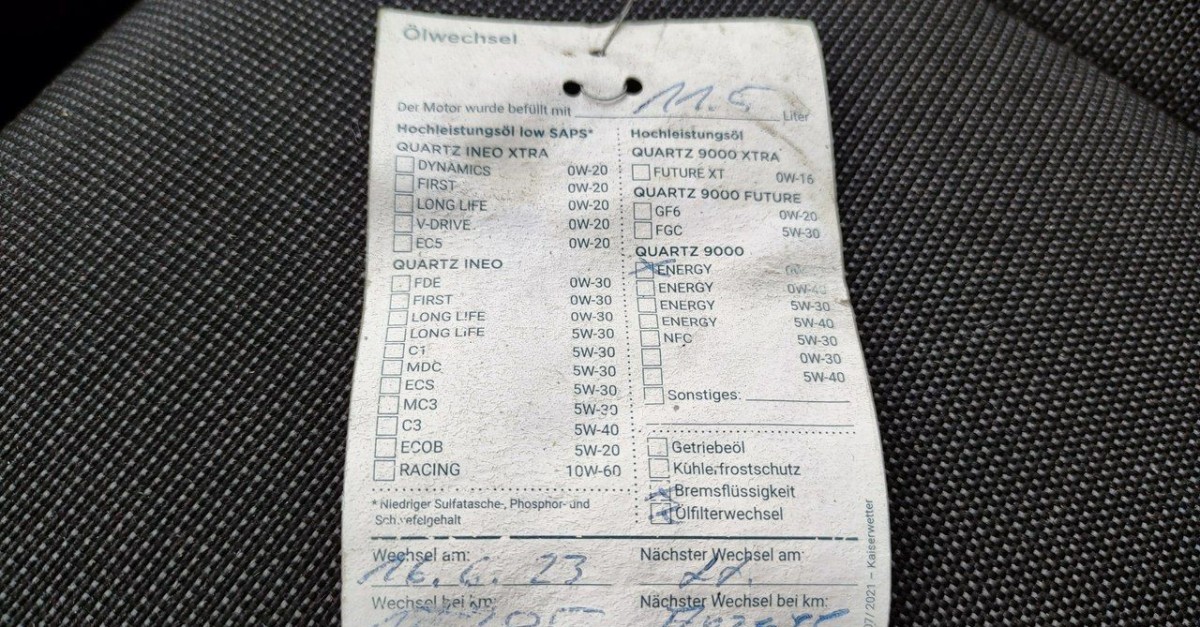 Ölwechsel
Der Motor wurde befüllt mit 11.5 Liter
Hochleistungsöl low SAPS*
QUARTZ INEO XTRA
DYNAMICS 0W-20
FIRST 0W-20
LONG LIFE 0W-20
V-DRIVE 0W-20
EC5 0W-20
QUARTZ INEO
FDE 0W-30
FIRST 0W-30
LONG LIFE 0W-30
LONG LIFE 5W-30
C1 5W-30
MDC 5W-30
ECS 5W-30
MC3 5W-30
C3 5W-40
ECOB 5W-20
RACING 10W-60
*Niedriger Sulfatasche-, Phosphor- und
Schwefelgehalt
Hochleistungsöl
QUARTZ 9000 XTRA
FUTURE XT 0W-16
QUARTZ 9000 FUTURE
GF6 0W-20
FGC 5W-30
QUARTZ 9000
ENERGY
ENERGY 0W-40
ENERGY 5W-30
ENERGY 5W-40
NFC 5W-30
0W-30
5W-40
Sonstiges:
Getriebeöl
Kühlerfrostschutz
Bremsflüssigkeit
Ölfilterwechsel
Wechsel am:
16.6.23
Nächster Wechsel am:
Wechsel bei km:
Nächster Wechsel bei km:
07/2021 – Kaiserwetter